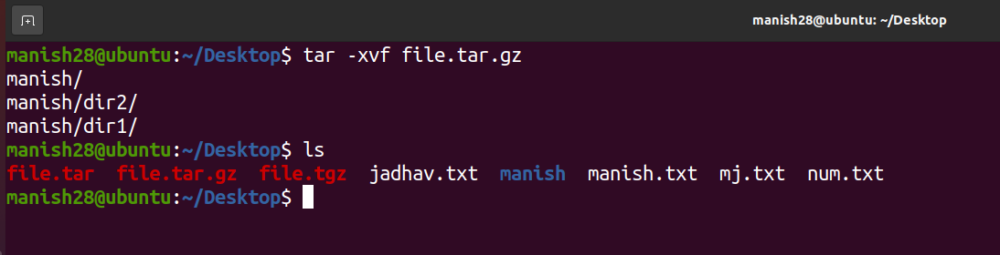 manish28@ubuntu: ~/Desktop
manish28@ubuntu:~/Desktop$ tar -xvf file.tar.gz
manish/
manish/dir2/
manish/dir1/
manish28@ubuntu:~/Desktop$ ls
file.tar  file.tar.gz  file.tgz  jadhav.txt  manish  manish.txt  mj.txt  num.txt
manish28@ubuntu:~/Desktop$